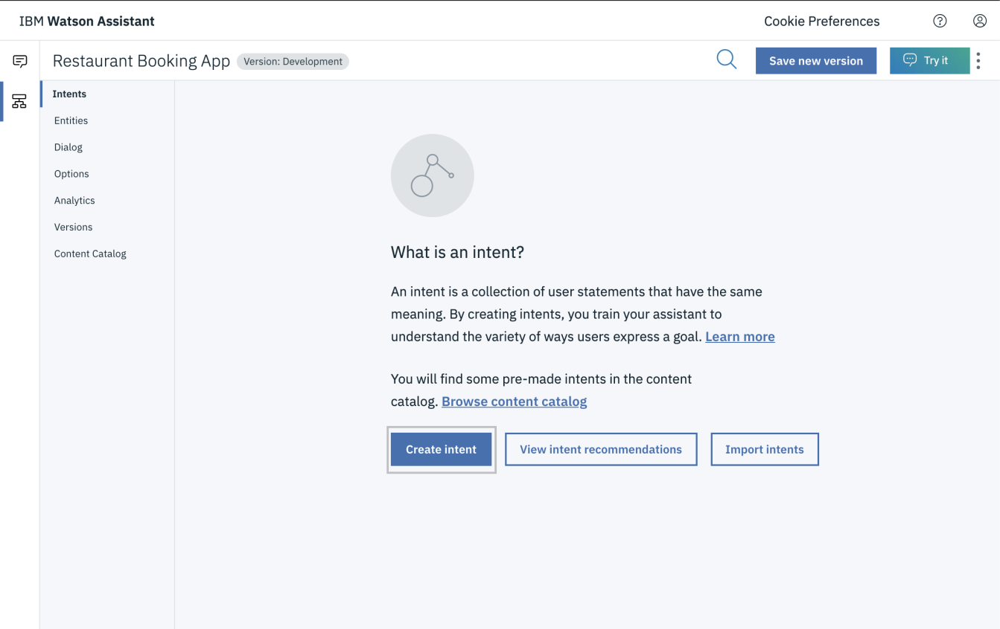 IBM Watson Assistant
Cookie Preferences
Restaurant Booking App
Version: Development
Save new version
Try it
Intents
Entities
Dialog
Options
Analytics
Versions
Content Catalog
What is an intent?
An intent is a collection of user statements that have the same
meaning. By creating intents, you train your assistant to
understand the variety of ways users express a goal. Learn more
You will find some pre-made intents in the content
catalog. Browse content catalog
Create intent
View intent recommendations
Import intents